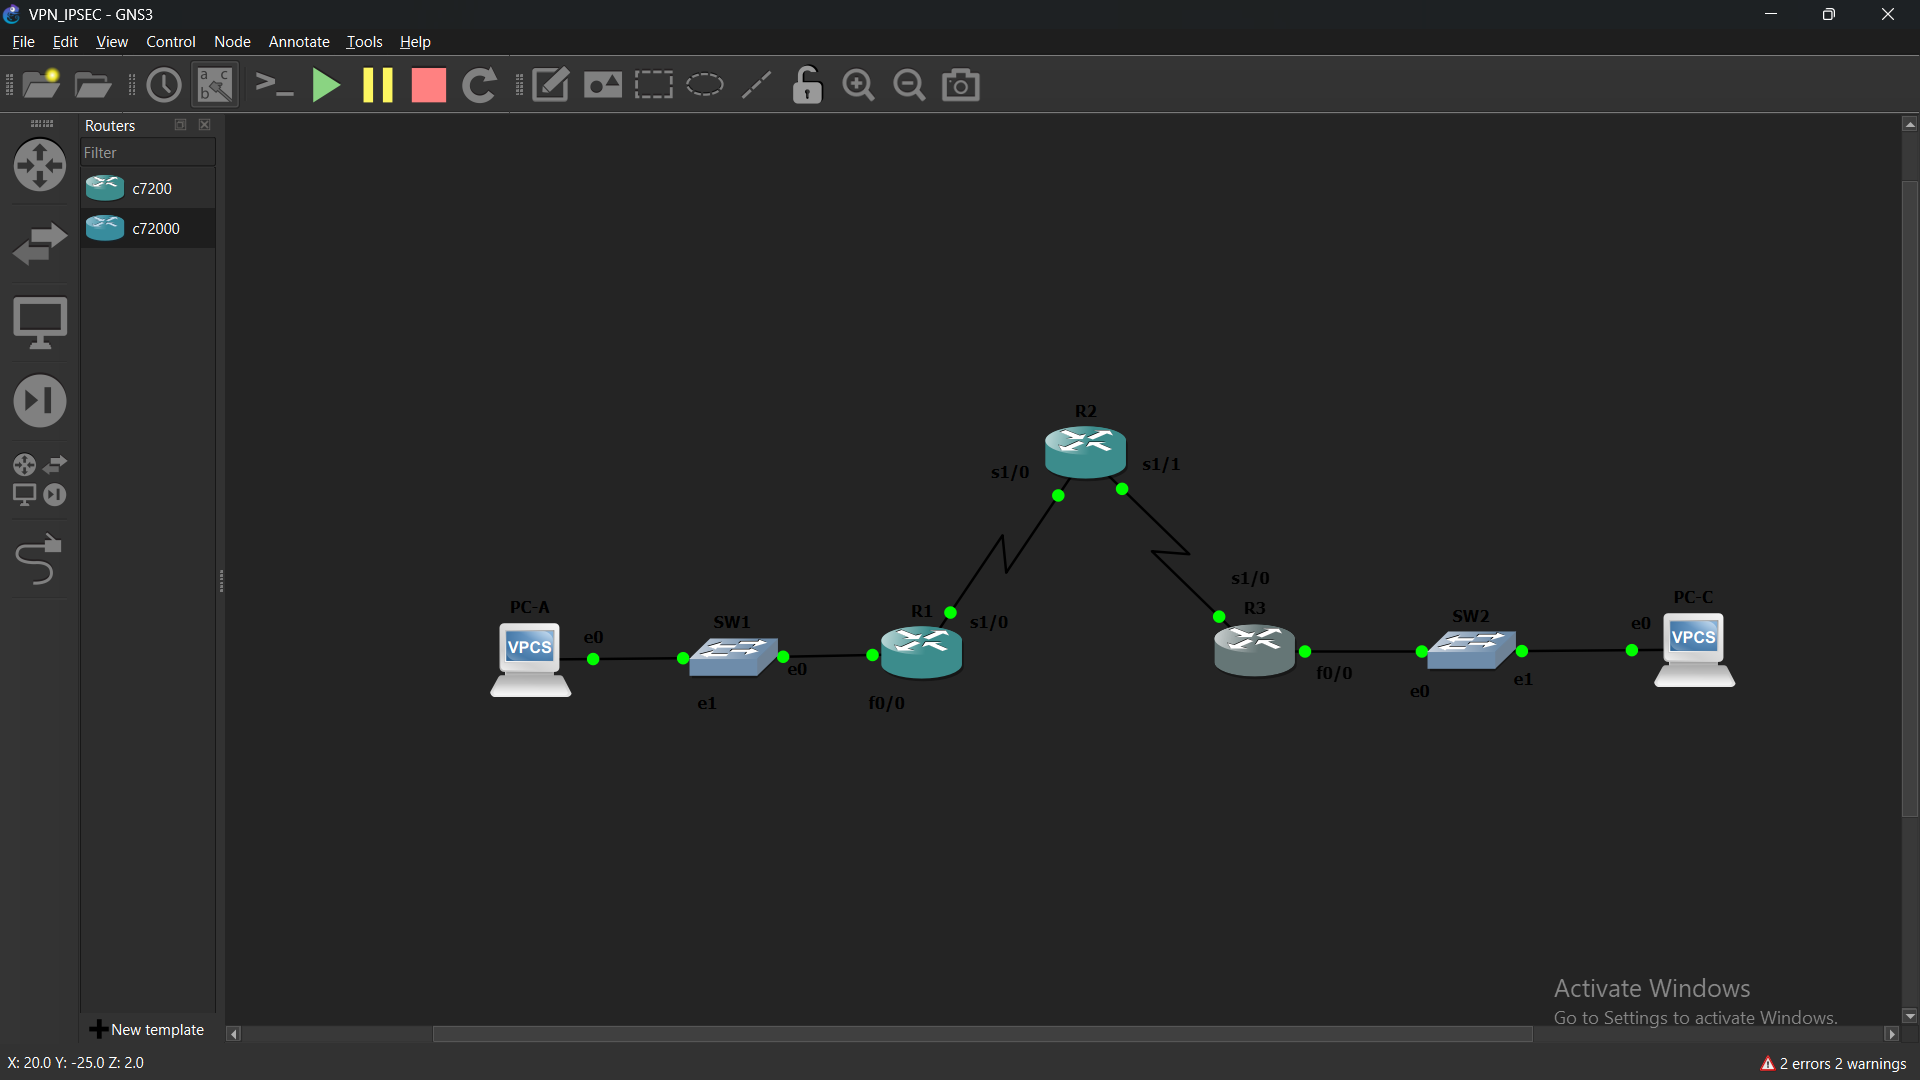 VPN_IPSEC - GNS3
File Edit View Control Node Annotate Tools Help
a c
b
Routers
Filter
c7200
c72000
R2
s1/0
s1/1
s1/0
R3
PC-A
VPCS
e0
SW1
e0
e1
R1
s1/0
f0/0
f0/0
SW2
e0
e1
PC-C
e0
VPCS
Activate Windows
Go to Settings to activate Windows.
New template
X: 20.0 Y: -25.0 Z: 2.0
2 errors 2 warnings